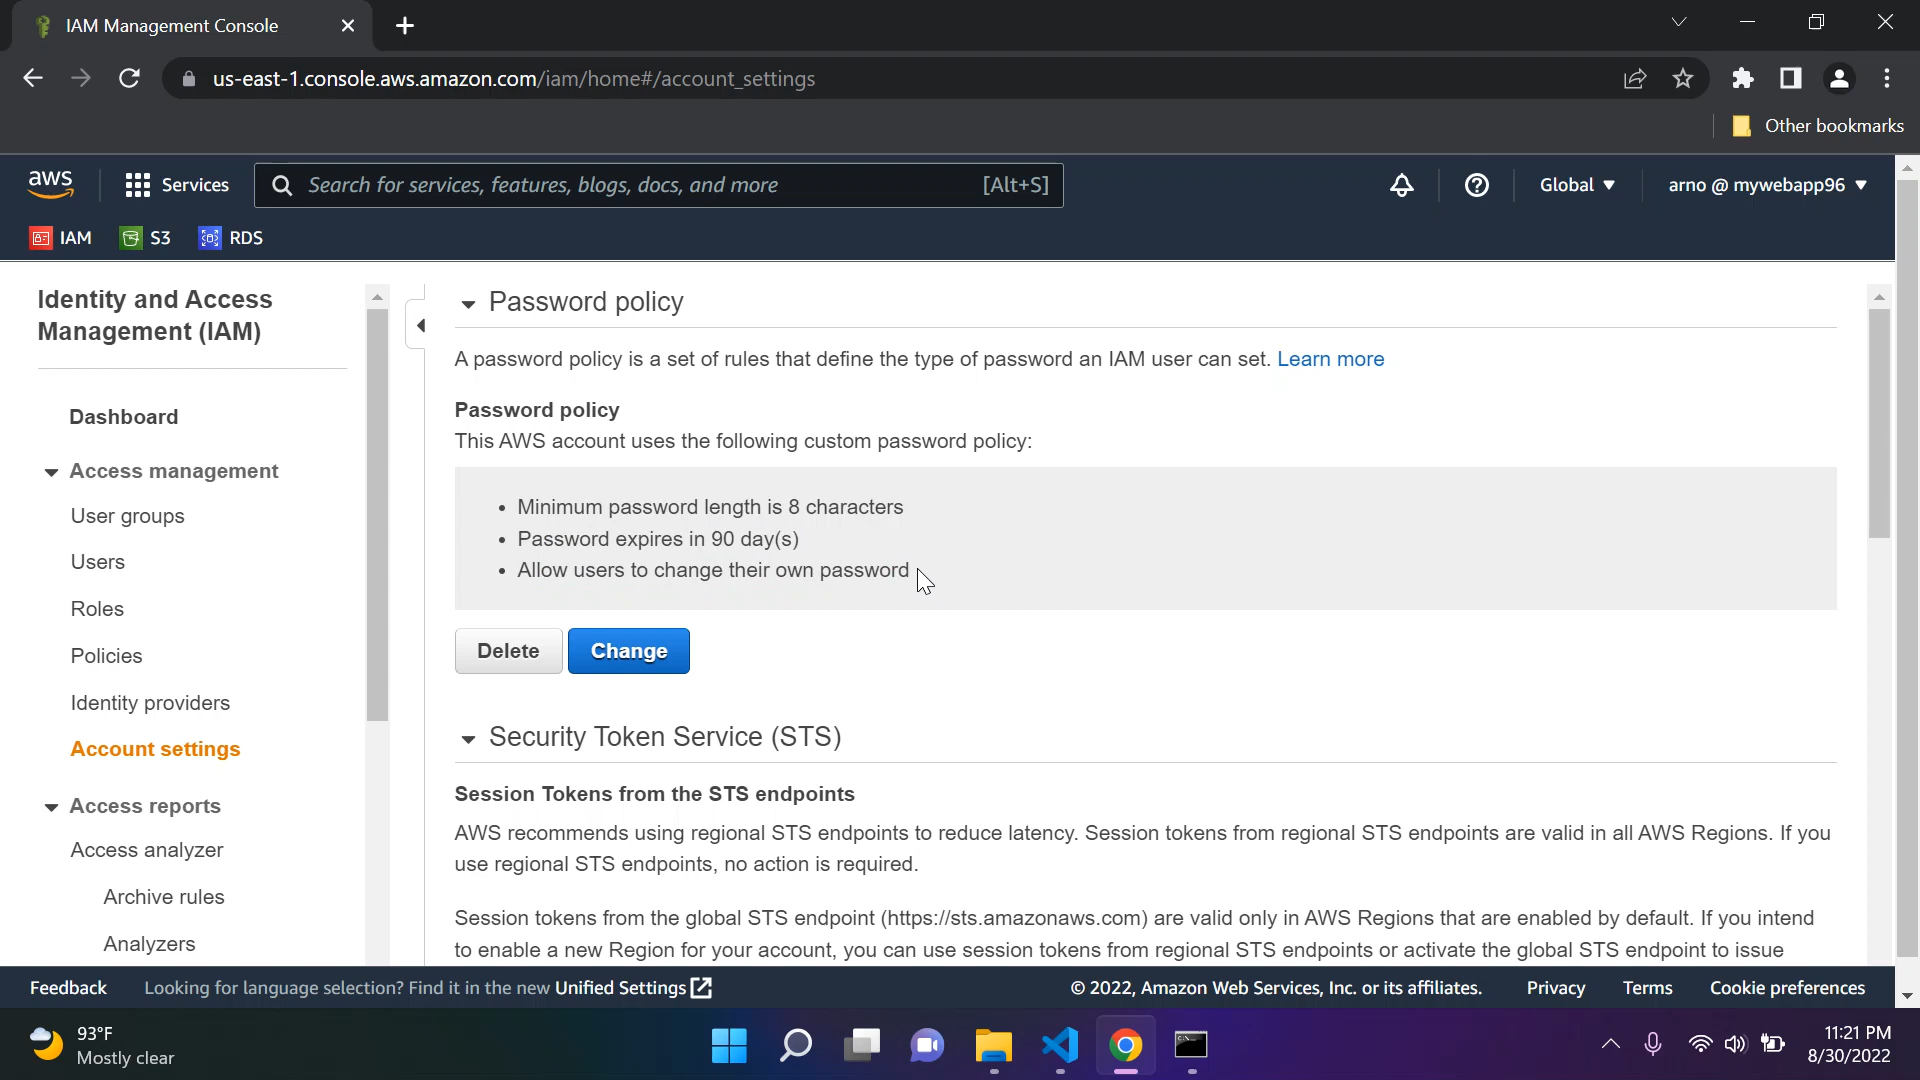 IAM Management Console
us-east-1.console.aws.amazon.com/iam/home#/account_settings
Other bookmarks
aws
Services
Search for services, features, blogs, docs, and more
[Alt+S]
Global
arno @ mywebapp96
IAM
S3
RDS
Identity and Access
Management (IAM)
Dashboard
Access management
User groups
Users
Roles
Policies
Identity providers
Account settings
Access reports
Access analyzer
Archive rules
Analyzers
Password policy
A password policy is a set of rules that define the type of password an IAM user can set. Learn more
Password policy
This AWS account uses the following custom password policy:
• Minimum password length is 8 characters
• Password expires in 90 day(s)
• Allow users to change their own password
Delete
Change
Security Token Service (STS)
Session Tokens from the STS endpoints
AWS recommends using regional STS endpoints to reduce latency. Session tokens from regional STS endpoints are valid in all AWS Regions. If you
use regional STS endpoints, no action is required.
Session tokens from the global STS endpoint (https://sts.amazonaws.com) are valid only in AWS Regions that are enabled by default. If you intend
to enable a new Region for your account, you can use session tokens from regional STS endpoints or activate the global STS endpoint to issue
Feedback
Looking for language selection? Find it in the new Unified Settings
© 2022, Amazon Web Services, Inc. or its affiliates.
Privacy
Terms
Cookie preferences
93°F
Mostly clear
11:21 PM
8/30/2022